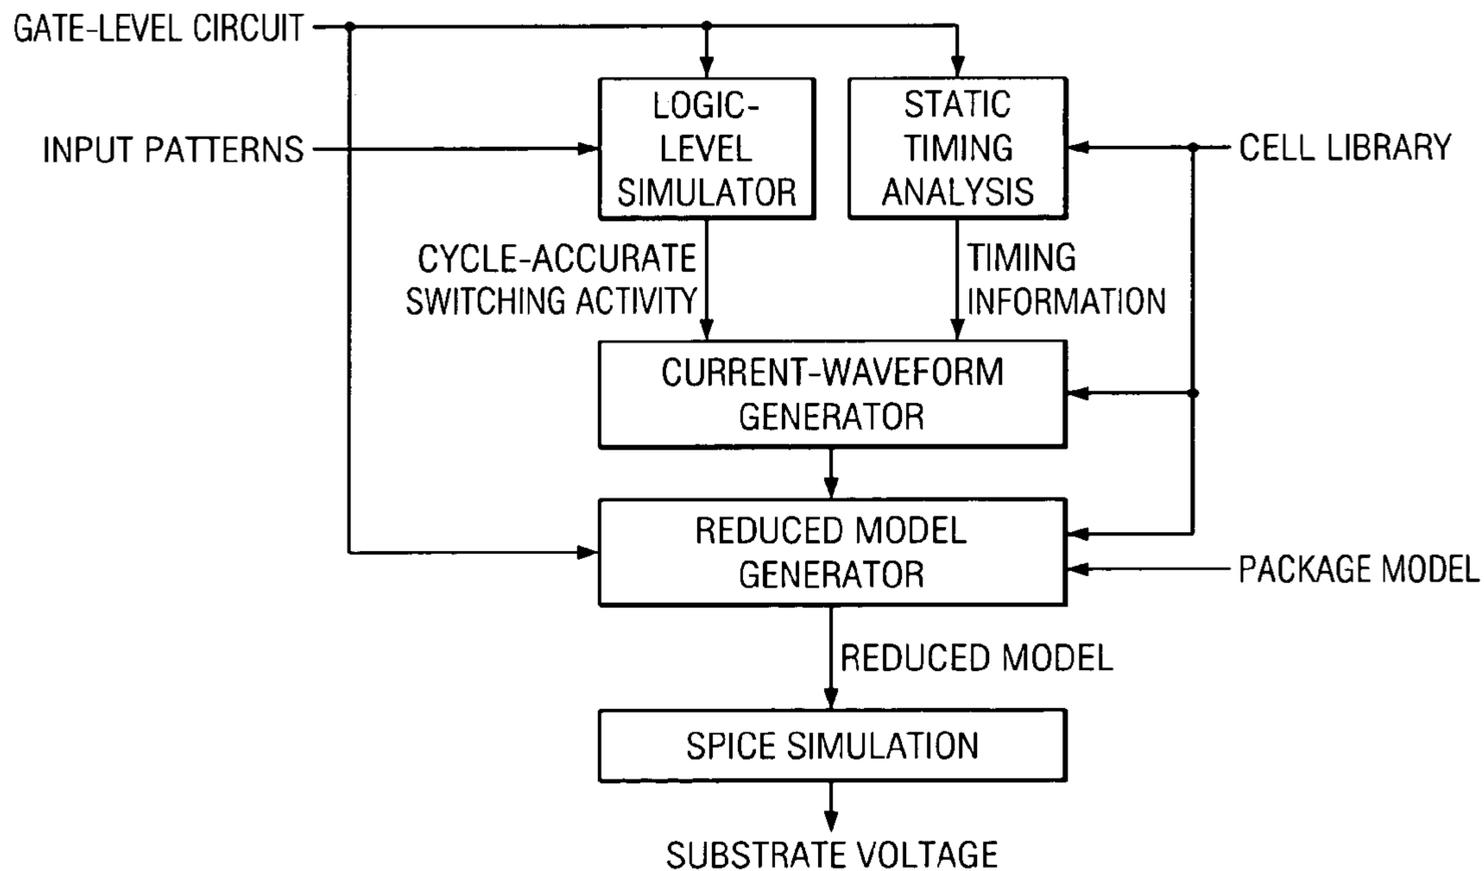 GATE-LEVEL CIRCUIT
INPUT PATTERNS
LOGIC-
LEVEL
SIMULATOR
STATIC
TIMING
ANALYSIS
CELL LIBRARY
CYCLE-ACCURATE
SWITCHING ACTIVITY
TIMING
INFORMATION
CURRENT-WAVEFORM
GENERATOR
REDUCED MODEL
GENERATOR
PACKAGE MODEL
REDUCED MODEL
SPICE SIMULATION
SUBSTRATE VOLTAGE